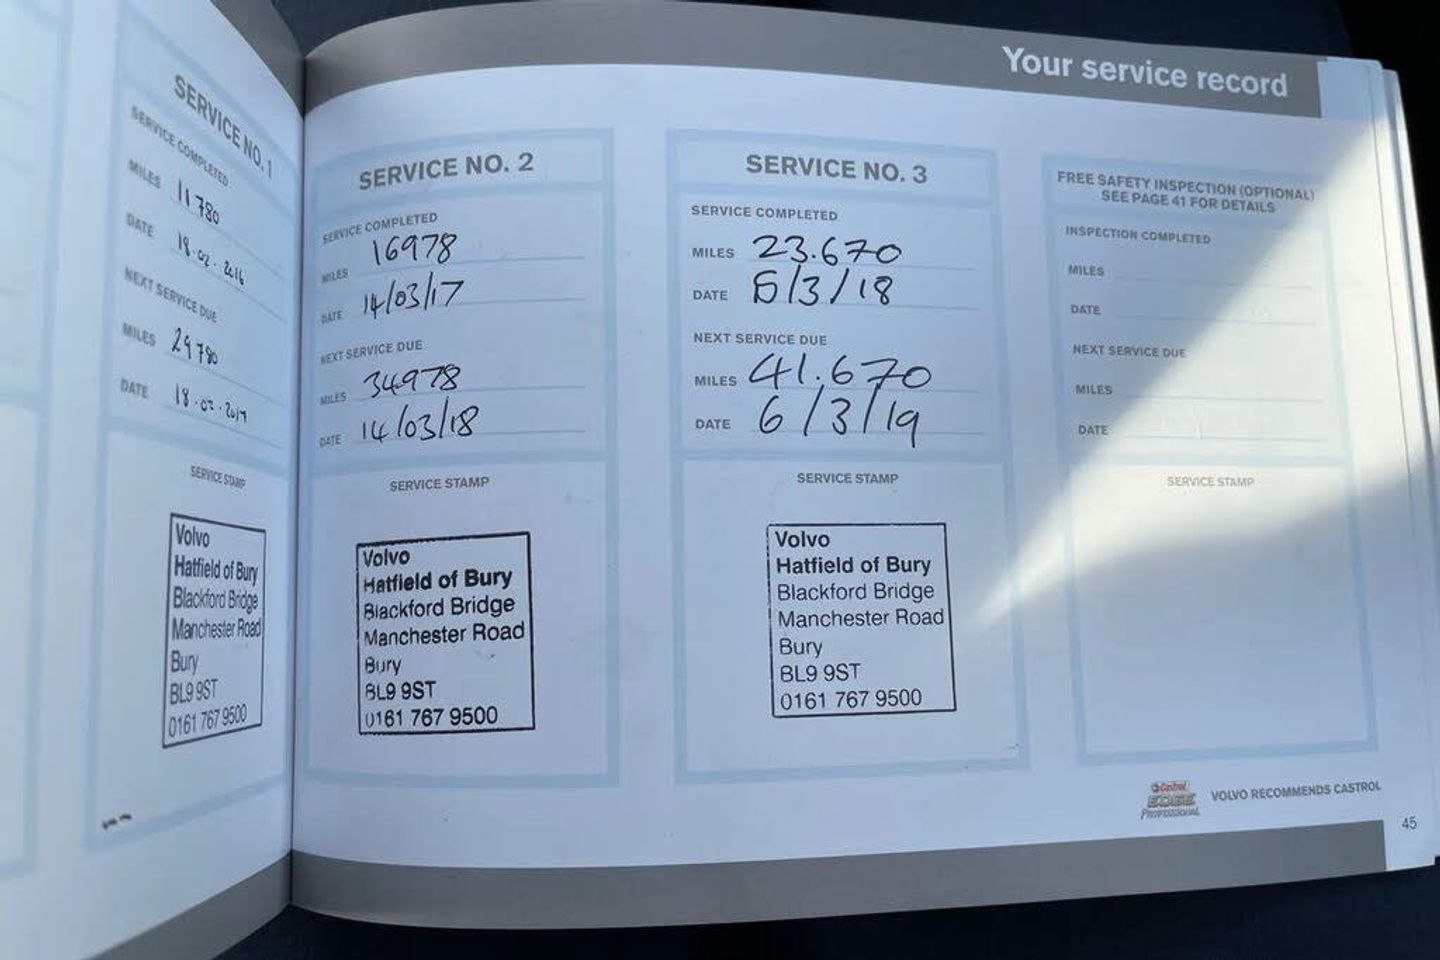 Your service record
SERVICE NO. 1
SERVICE COMPLETED
MILES 11780
DATE 18.02.2016
NEXT SERVICE DUE
MILES 29780
DATE 18.02.2017
SERVICE STAMP
Volvo
Hatfield of Bury
Blackford Bridge
Manchester Road
Bury
BL9 9ST
0161 767 9500
SERVICE NO. 2
SERVICE COMPLETED
MILES 16978
DATE 14/03/17
NEXT SERVICE DUE
MILES 34978
DATE 14/03/18
SERVICE STAMP
Volvo
Hatfield of Bury
Blackford Bridge
Manchester Road
Bury
BL9 9ST
0161 767 9500
SERVICE NO. 3
SERVICE COMPLETED
MILES 23.670
DATE /3/18
NEXT SERVICE DUE
MILES 41.670
DATE 6/3/19
SERVICE STAMP
Volvo
Hatfield of Bury
Blackford Bridge
Manchester Road
Bury
BL9 9ST
0161 767 9500
FREE SAFETY INSPECTION (OPTIONAL)
SEE PAGE 41 FOR DETAILS
INSPECTION COMPLETED
MILES
DATE
NEXT SERVICE DUE
MILES
DATE
SERVICE STAMP
Castrol
EDGE
Professional
VOLVO RECOMMENDS CASTROL
45